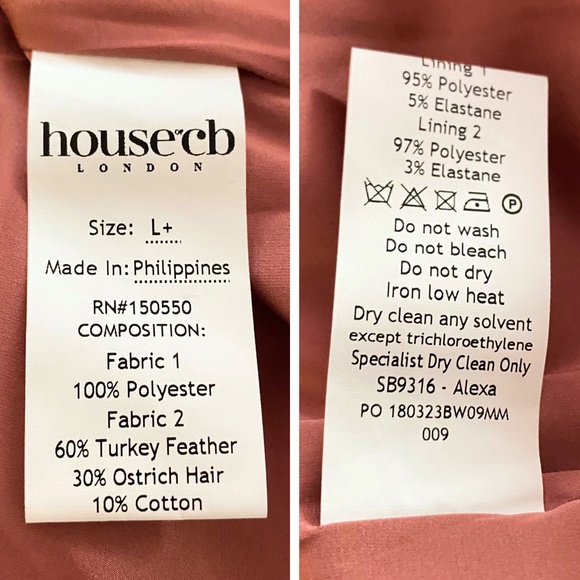 house of cb
LONDON
Size: L+
Made In: Philippines
RN#150550
COMPOSITION:
Fabric 1
100% Polyester
Fabric 2
60% Turkey Feather
30% Ostrich Hair
10% Cotton
Lining 1
95% Polyester
5% Elastane
Lining 2
97% Polyester
3% Elastane
P
Do not wash
Do not bleach
Do not dry
Iron low heat
Dry clean any solvent
except trichloroethylene
Specialist Dry Clean Only
SB9316 - Alexa
PO 180323BW09MM
009